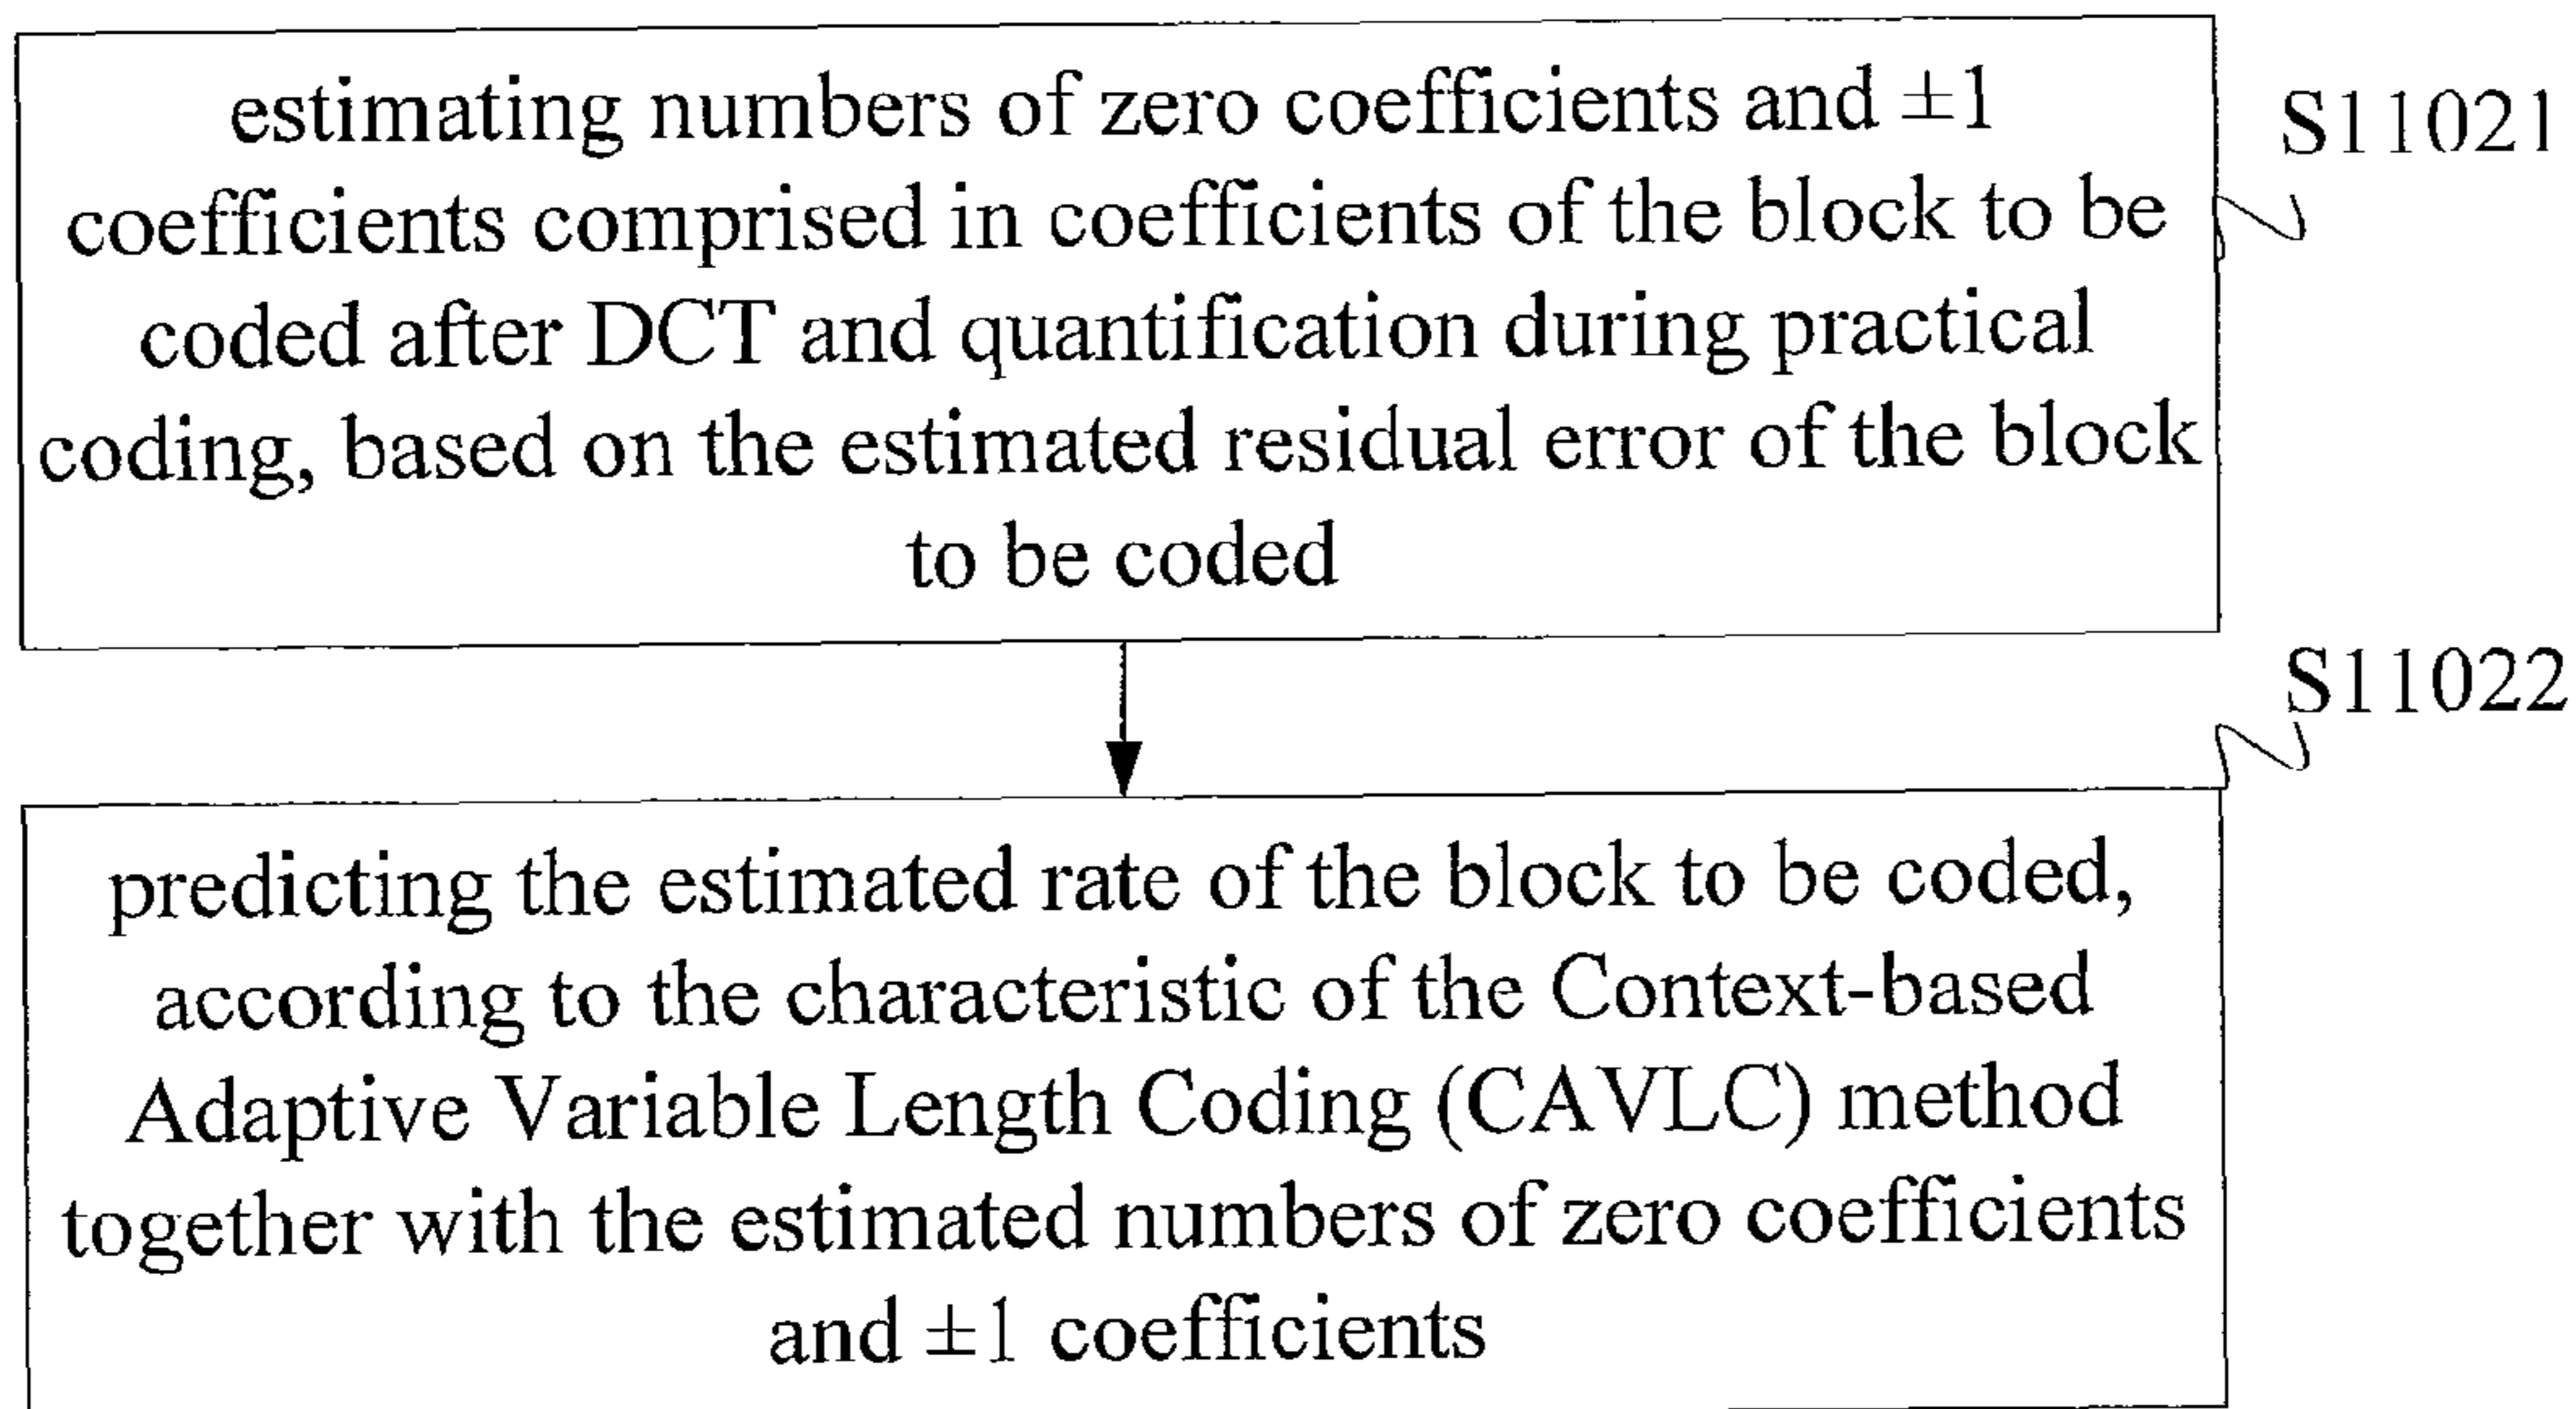 estimating numbers of zero coefficients and ±1
coefficients comprised in coefficients of the block to be
coded after DCT and quantification during practical
coding, based on the estimated residual error of the block
to be coded
S11021
S11022
predicting the estimated rate of the block to be coded,
according to the characteristic of the Context-based
Adaptive Variable Length Coding (CAVLC) method
together with the estimated numbers of zero coefficients
and ±1 coefficients